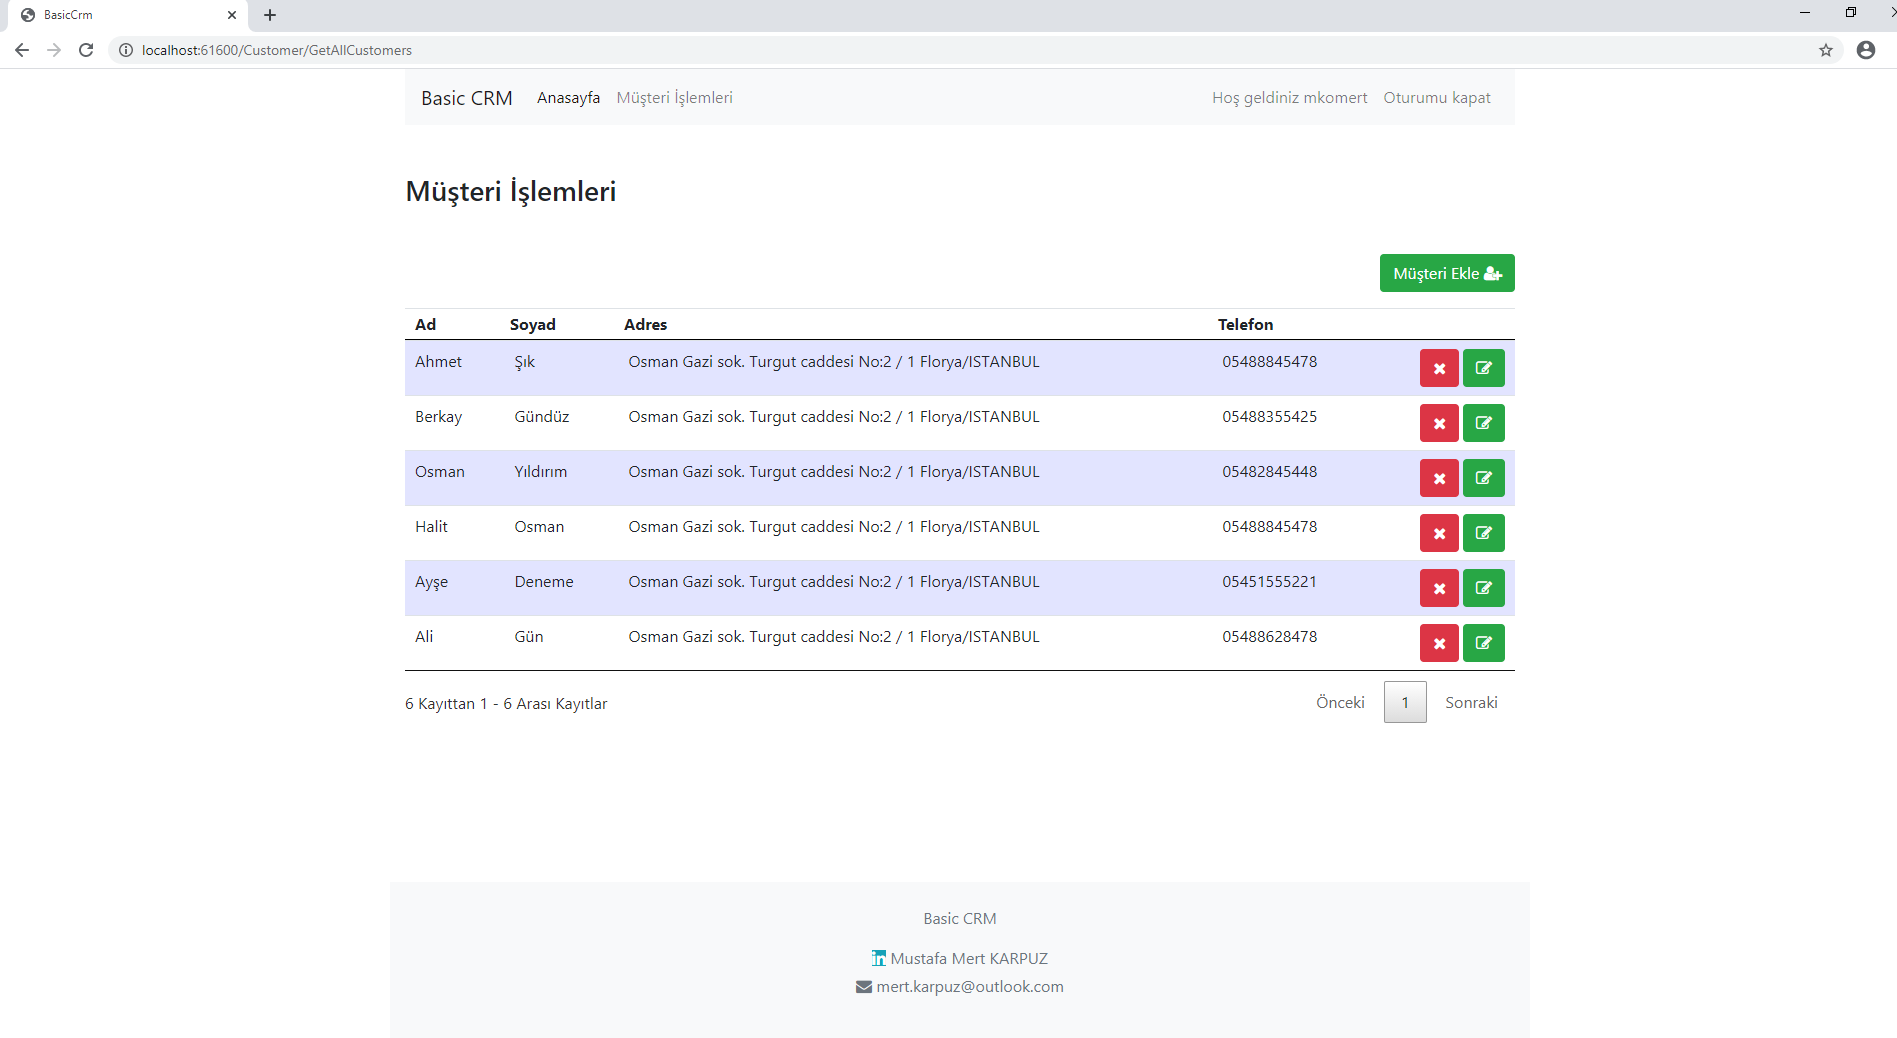 BasicCrm
localhost:61600/Customer/GetAllCustomers
Basic CRM Anasayfa Müşteri İşlemleri Hoş geldiniz mkomert Oturumu kapat
Müşteri İşlemleri
Müşteri Ekle
Ad Soyad Adres Telefon
Ahmet Şık Osman Gazi sok. Turgut caddesi No:2 / 1 Florya/ISTANBUL 05488845478
Berkay Gündüz Osman Gazi sok. Turgut caddesi No:2 / 1 Florya/ISTANBUL 05488355425
Osman Yıldırım Osman Gazi sok. Turgut caddesi No:2 / 1 Florya/ISTANBUL 05482845448
Halit Osman Osman Gazi sok. Turgut caddesi No:2 / 1 Florya/ISTANBUL 05488845478
Ayşe Deneme Osman Gazi sok. Turgut caddesi No:2 / 1 Florya/ISTANBUL 05451555221
Ali Gün Osman Gazi sok. Turgut caddesi No:2 / 1 Florya/ISTANBUL 05488628478
6 Kayıttan 1 - 6 Arası Kayıtlar Önceki 1 Sonraki
Basic CRM
in Mustafa Mert KARPUZ
mert.karpuz@outlook.com